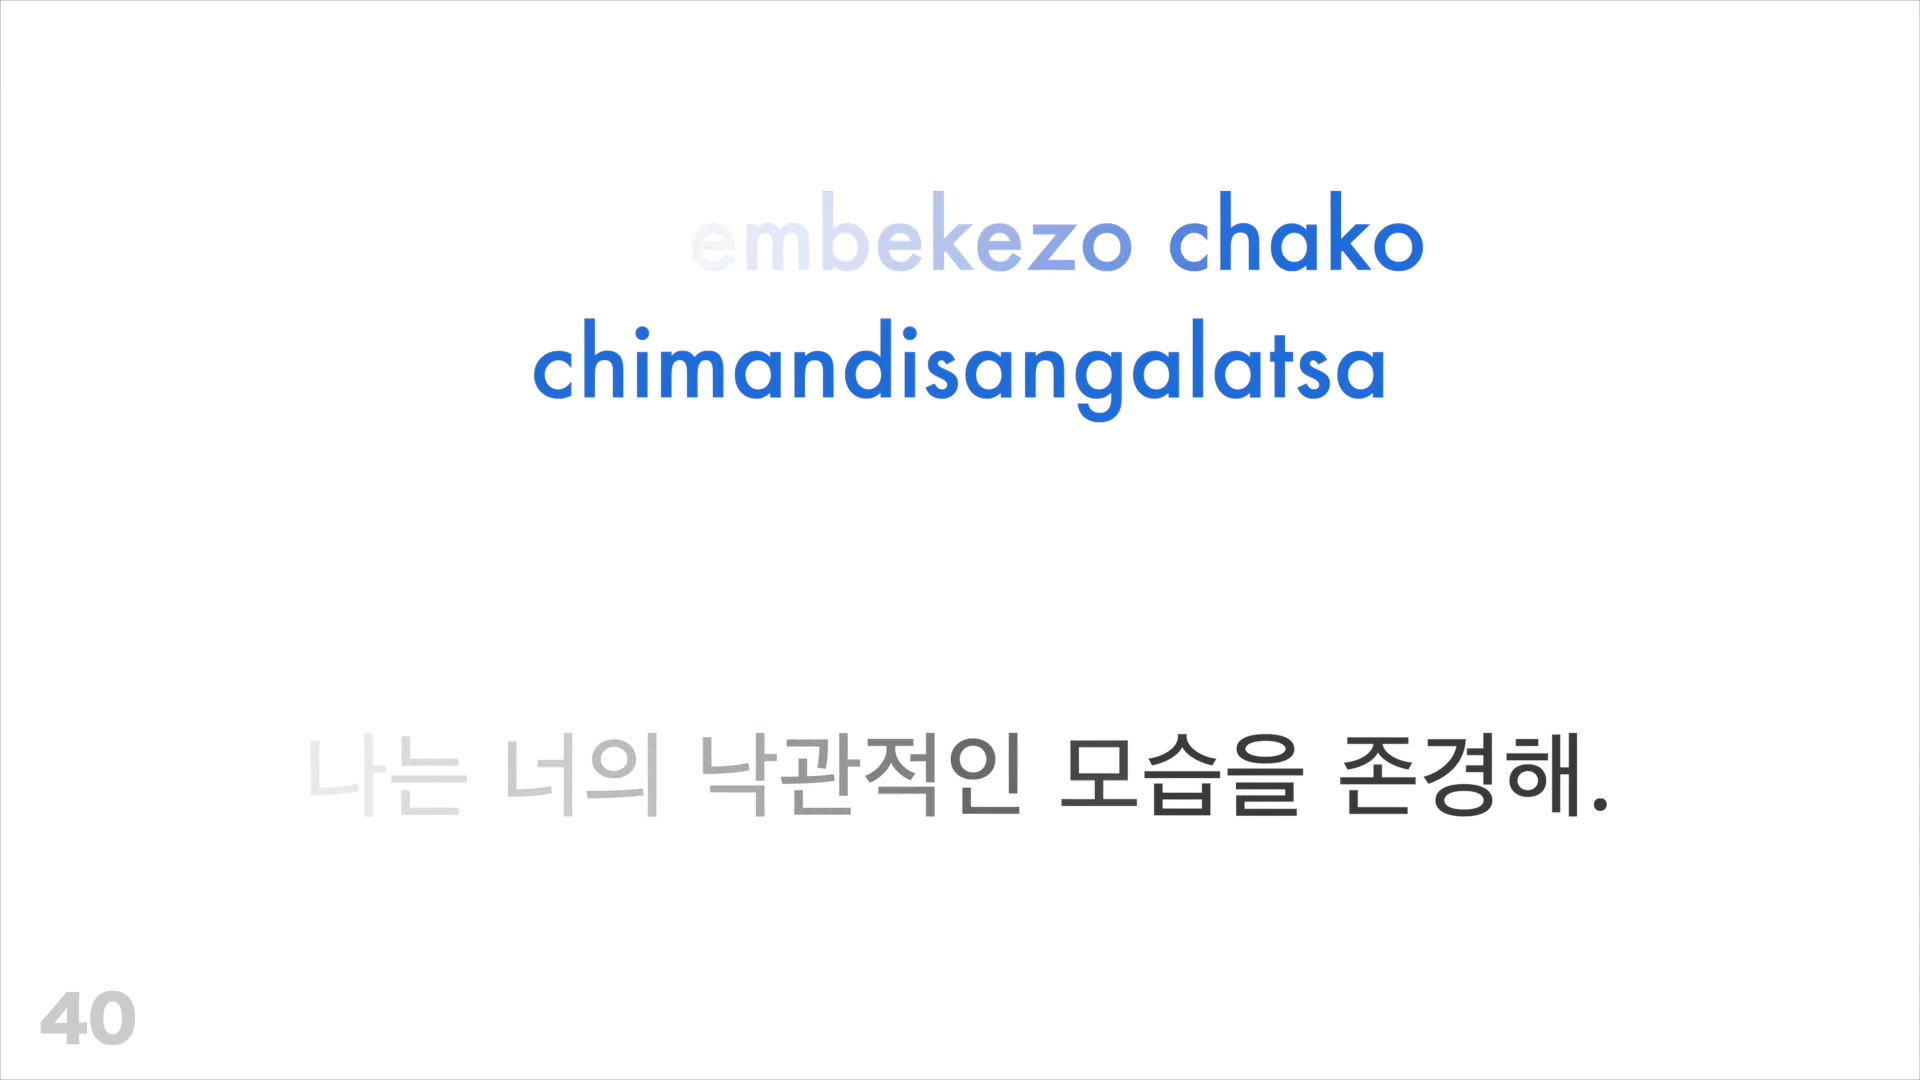 embekezo chako
chimandisangalatsa
나는 너의 낙관적인 모습을 존경해.
40